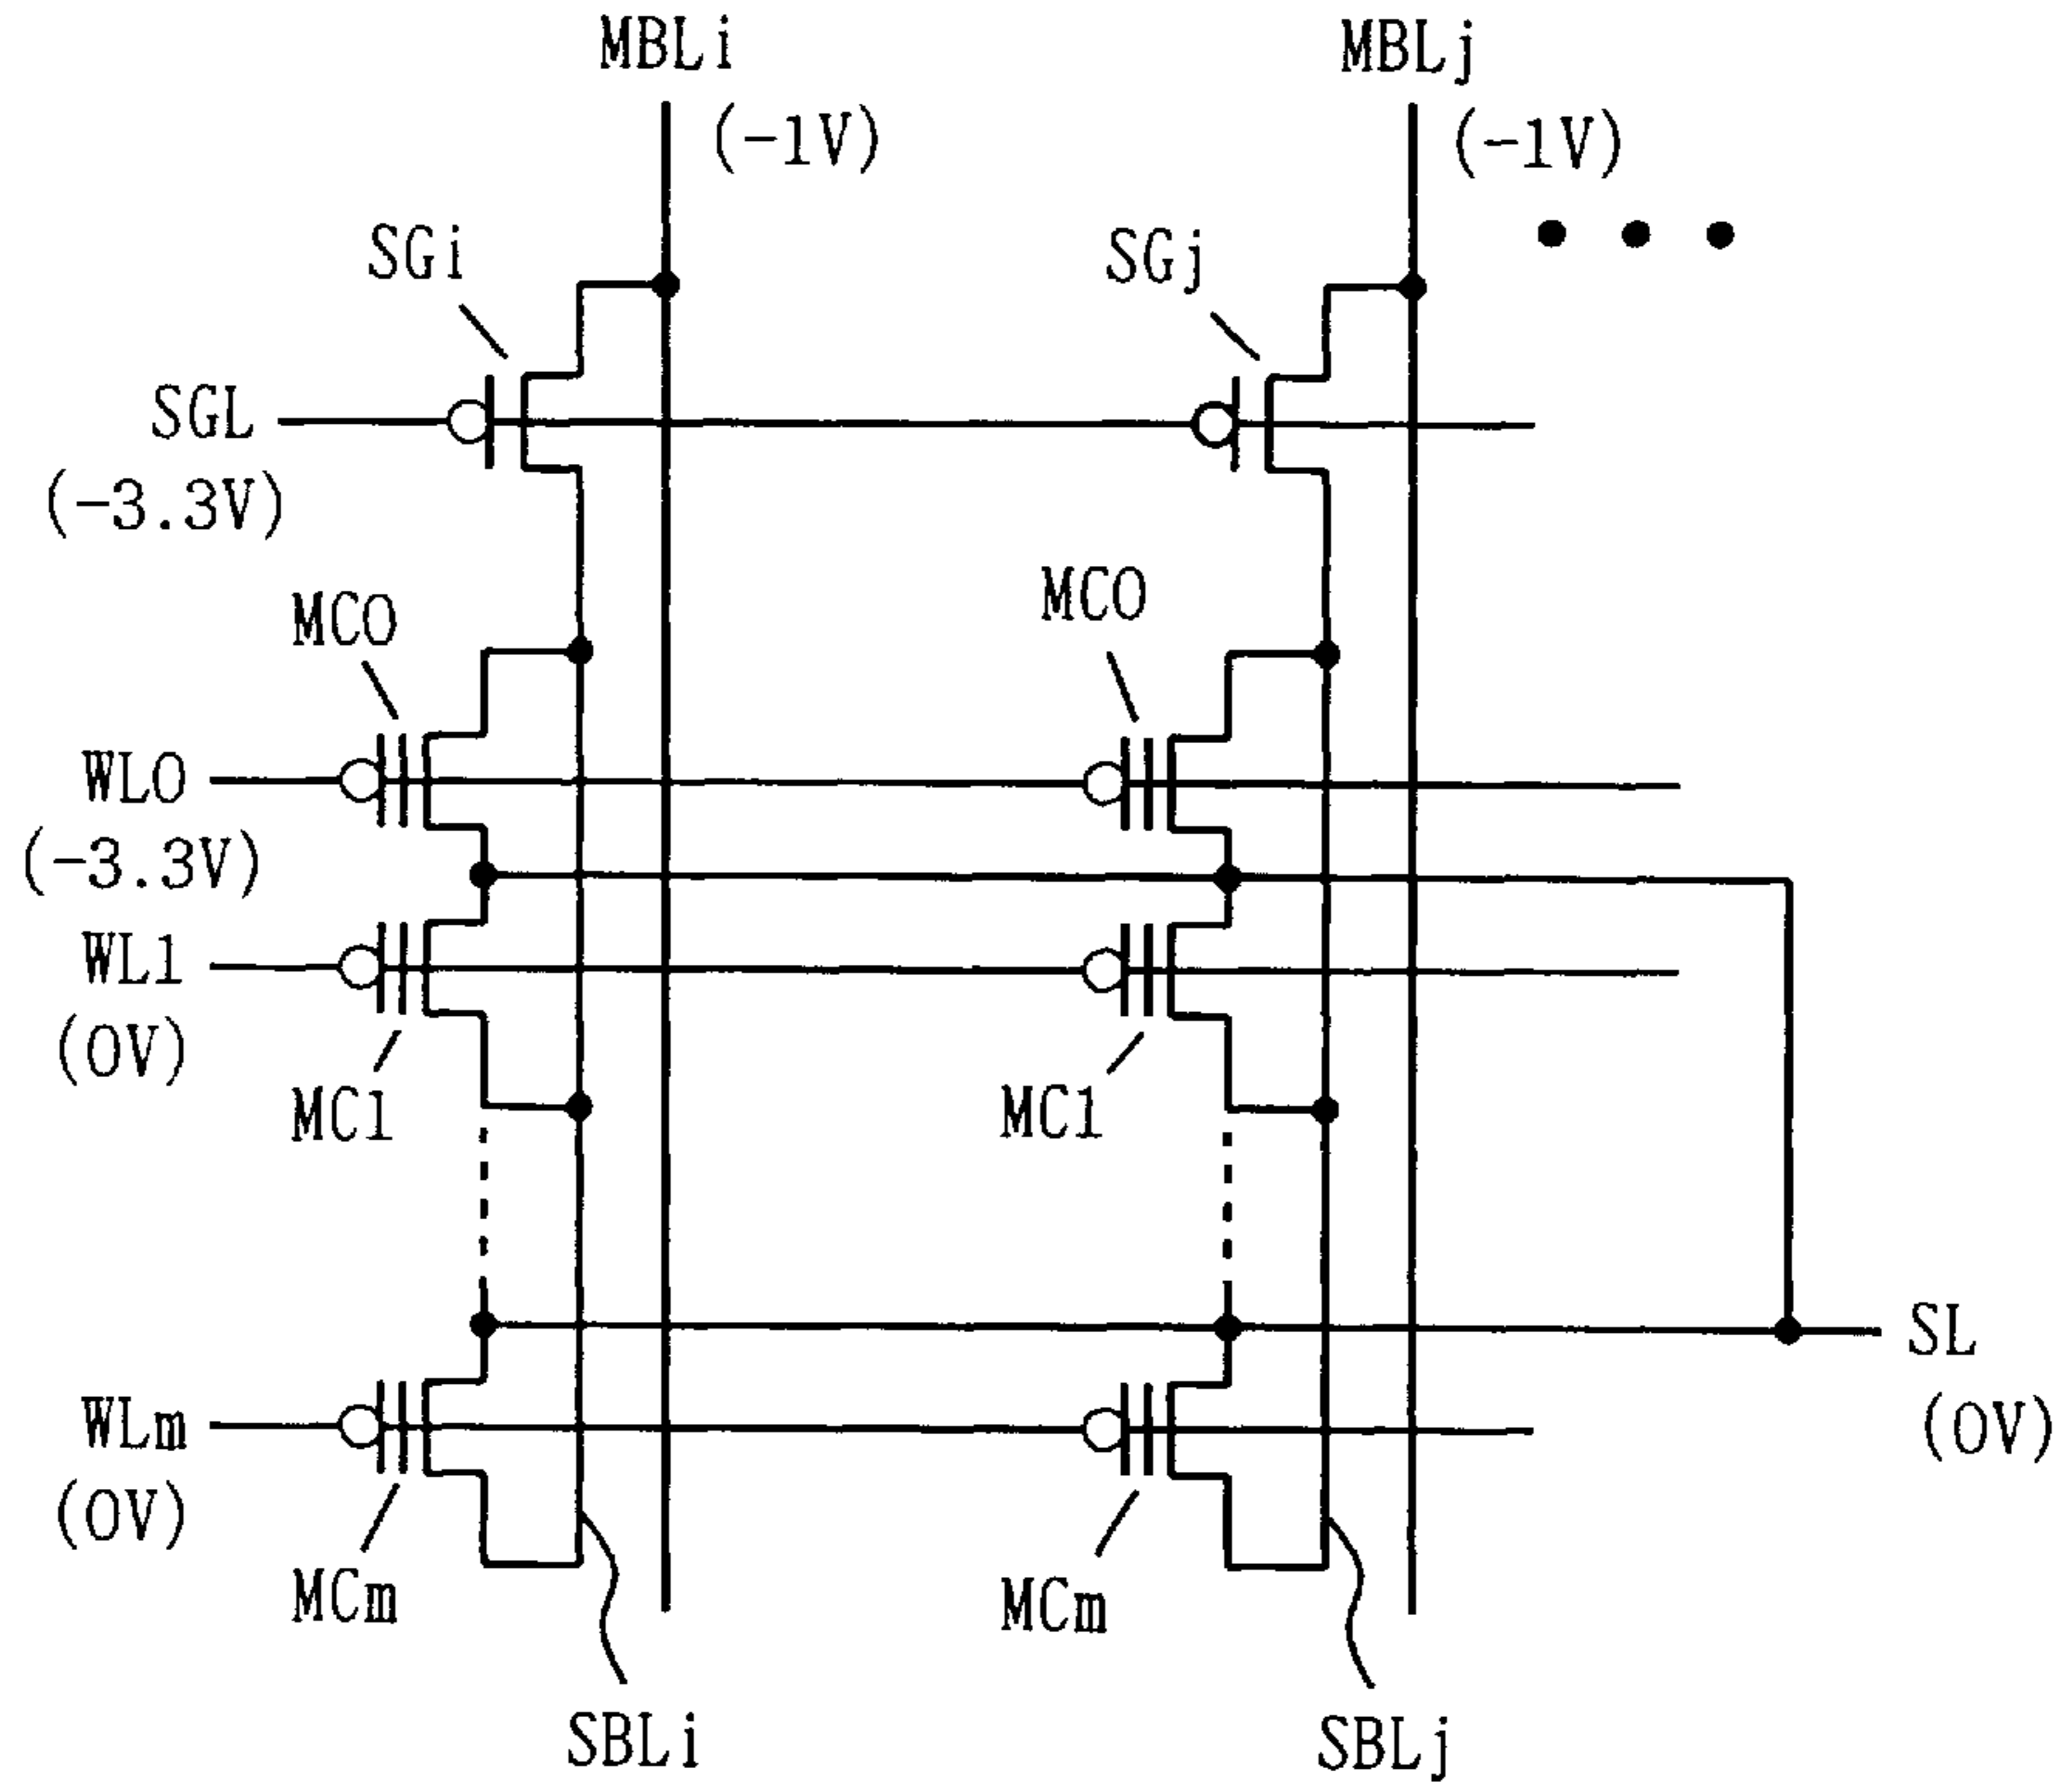 MBLi
(-1V)
MBLj
(-1V)
SGi
SGj
SGL
(-3.3V)
MC0
MC0
WL0
(-3.3V)
WL1
(0V)
MC1
MC1
SL
(0V)
WLm
(0V)
MCm
MCm
SBLi
SBLj